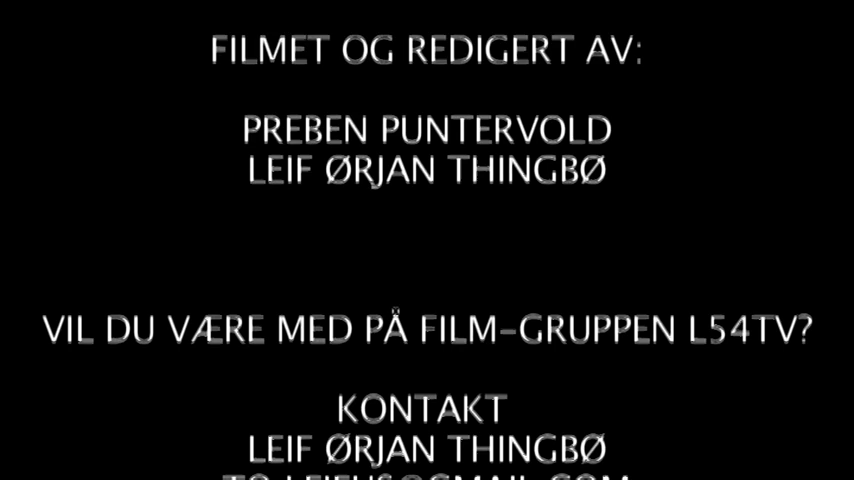 FILMET OG REDIGERT AV:
PREBEN PUNTERVOLD
LEIF ØRJAN THINGBØ
VIL DU VÆRE MED PÅ FILM-GRUPPEN L54TV?
KONTAKT
LEIF ØRJAN THINGBØ